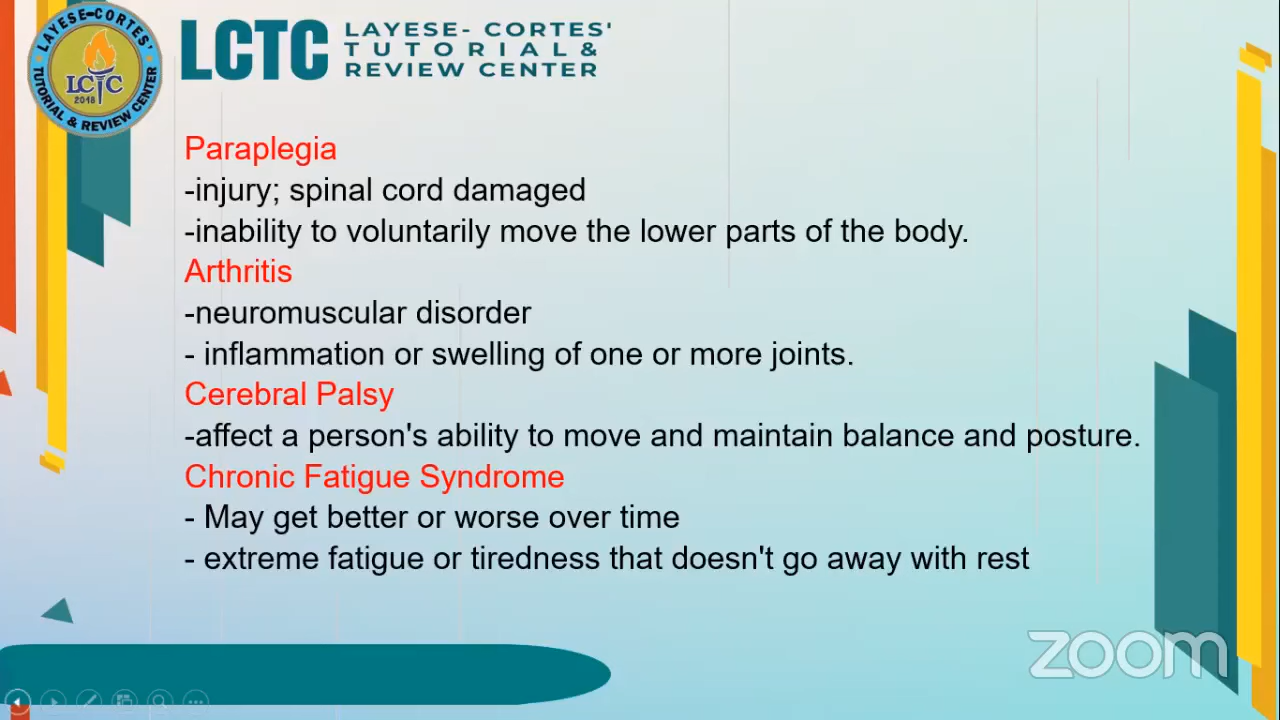 LAYESE-CORTES'
LCTC
2018
TUTORIAL & REVIEW CENTER
LCTC
LAYESE- CORTES'
TUTORIAL &
REVIEW CENTER
Paraplegia
-injury; spinal cord damaged
-inability to voluntarily move the lower parts of the body.
Arthritis
-neuromuscular disorder
- inflammation or swelling of one or more joints.
Cerebral Palsy
-affect a person's ability to move and maintain balance and posture.
Chronic Fatigue Syndrome
- May get better or worse over time
- extreme fatigue or tiredness that doesn't go away with rest
zoom